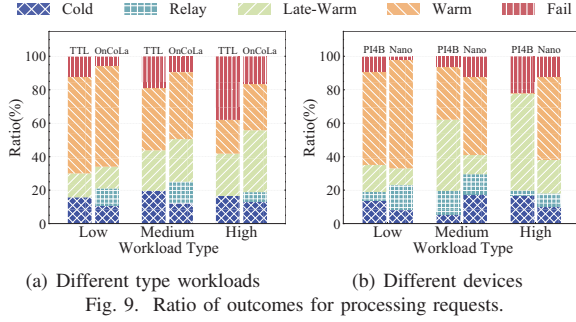 Cold Relay Late-Warm Warm Fail
TTL OnCoLa TTL OnCoLa TTL OnCoLa
100
80
60
40
20
0
Ratio(%)
Low Medium High
Workload Type
(a) Different type workloads
PI4B Nano PI4B Nano PI4B Nano
100
80
60
40
20
0
Ratio(%)
Low Medium High
Workload Type
(b) Different devices
Fig. 9. Ratio of outcomes for processing requests.